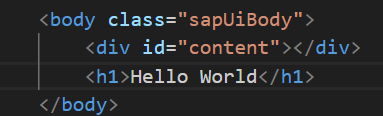 <body class="sapUiBody">
<div id="content"></div>
<h1>Hello World</h1>
</body>